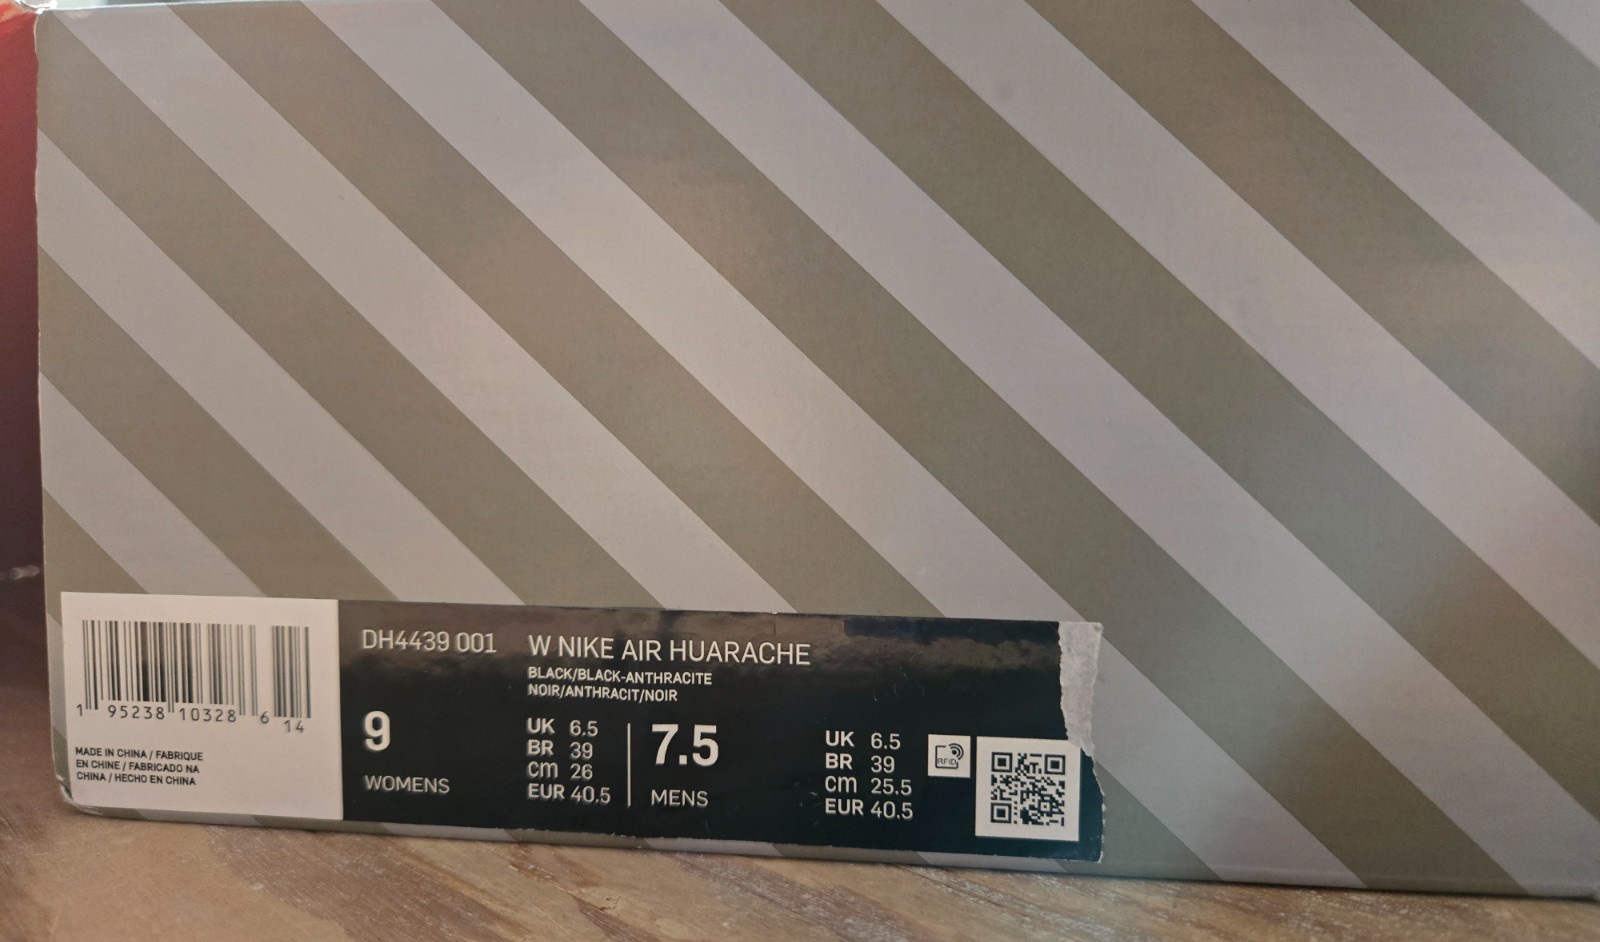 DH4439 001 W NIKE AIR HUARACHE
BLACK/BLACK-ANTHRACITE
NOIR/ANTHRACIT/NOIR
1 95238 10328 6 14
MADE IN CHINA / FABRIQUE
EN CHINE / FABRICADO NA
CHINA / HECHO EN CHINA
9
WOMENS
UK 6.5
BR 39
cm 26
EUR 40.5
7.5
MENS
UK 6.5
BR 39
cm 25.5
EUR 40.5
RFID